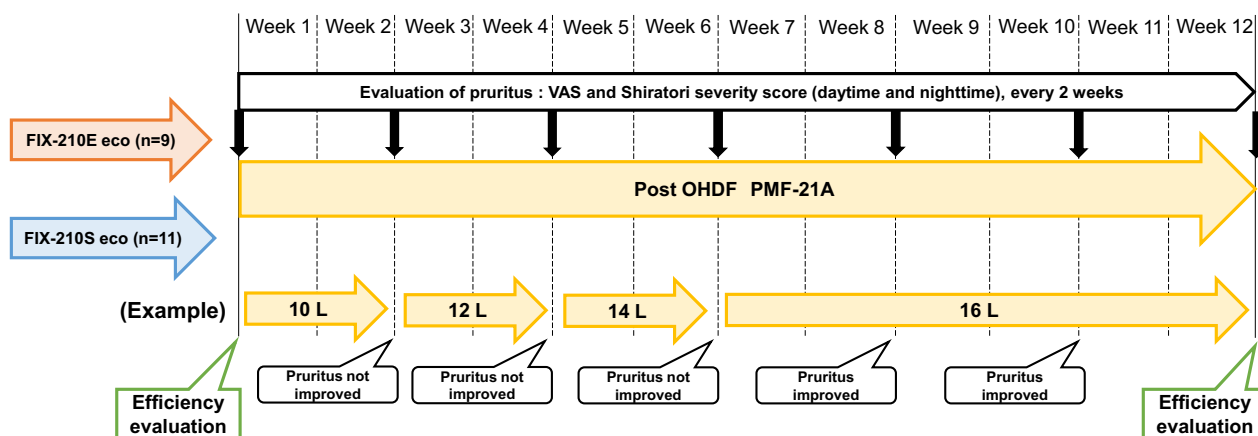 Week 1 Week 2 Week 3 Week 4 Week 5 Week 6 Week 7 Week 8 Week 9 Week 10 Week 11 Week 12
Evaluation of pruritus : VAS and Shiratori severity score (daytime and nighttime), every 2 weeks
FIX-210E eco (n=9)
Post OHDF PMF-21A
FIX-210S eco (n=11)
(Example)
10 L
12 L
14 L
16 L
Pruritus not
improved
Pruritus not
improved
Pruritus not
improved
Pruritus
improved
Pruritus
improved
Efficiency
evaluation
Efficiency
evaluation